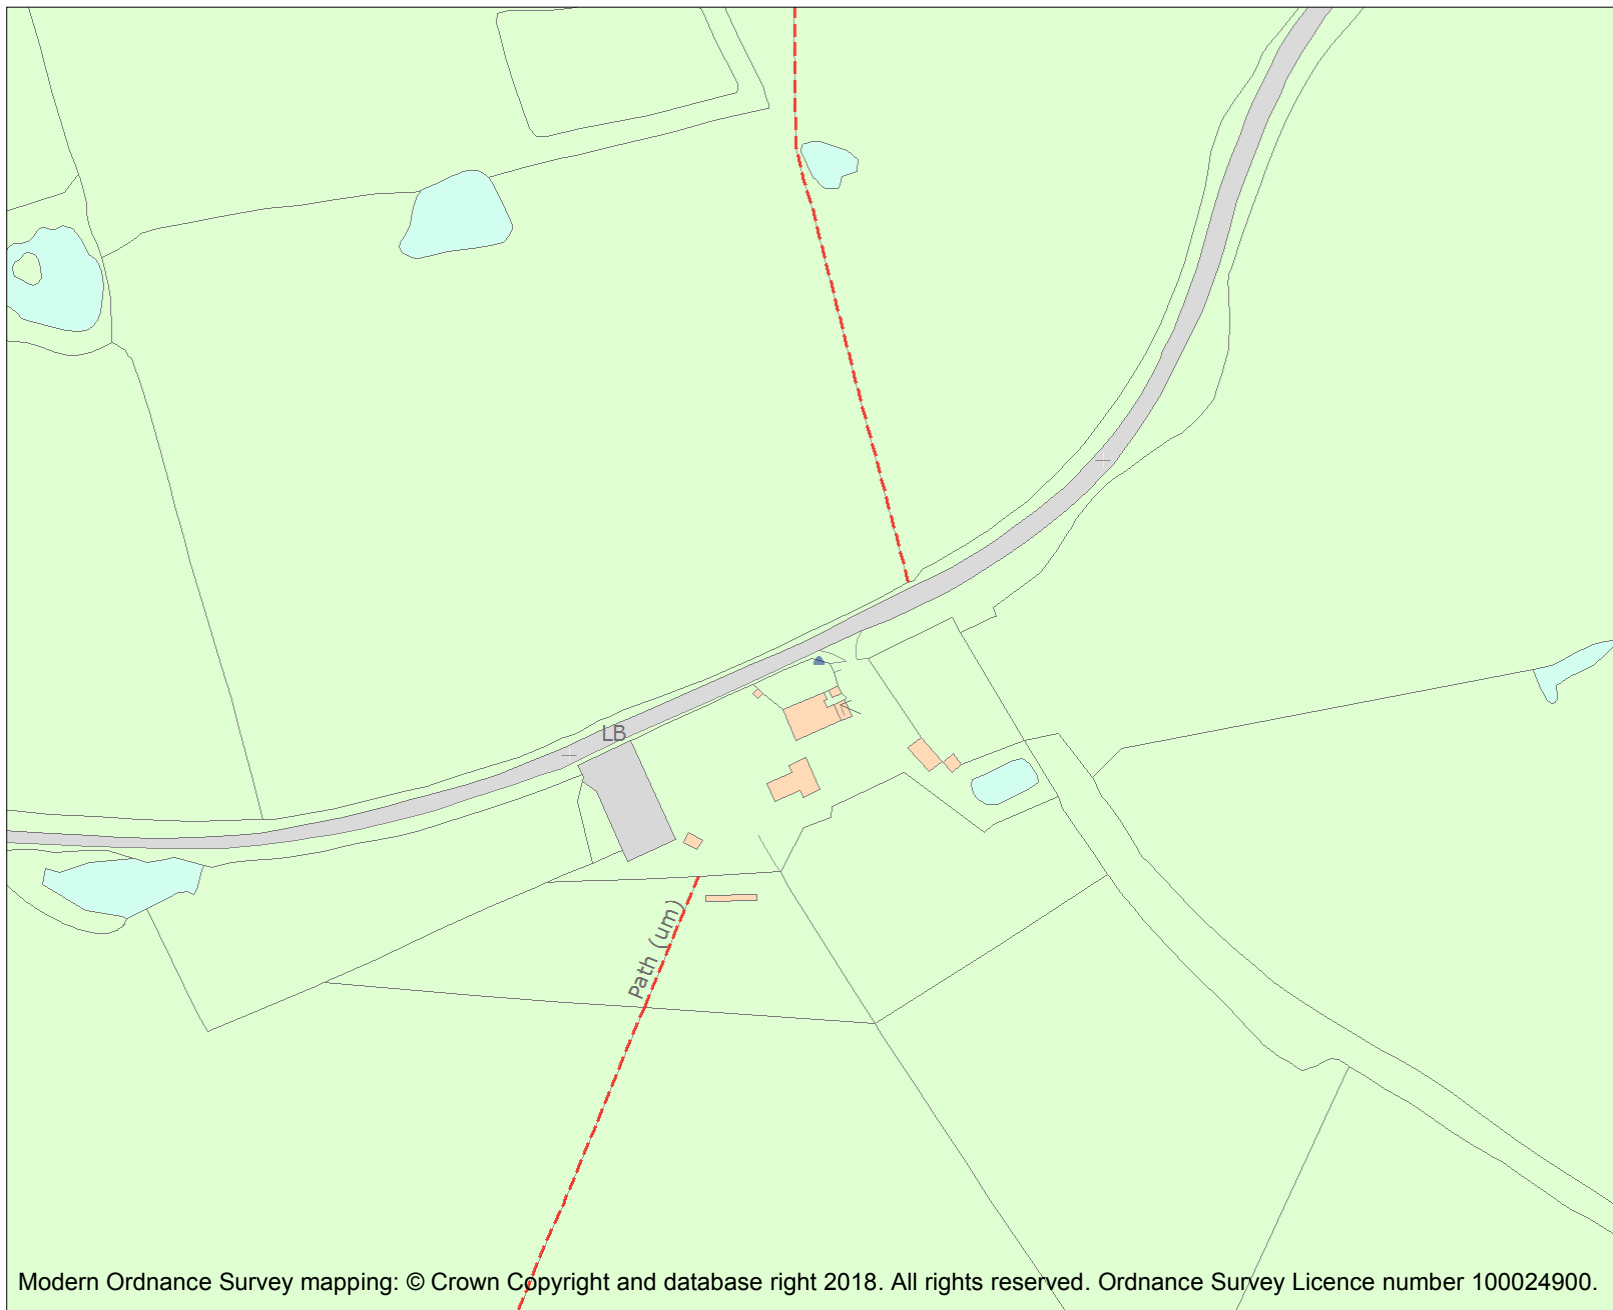 LB
Path (um)
Modern Ordnance Survey mapping: © Crown Copyright and database right 2018. All rights reserved. Ordnance Survey Licence number 100024900.